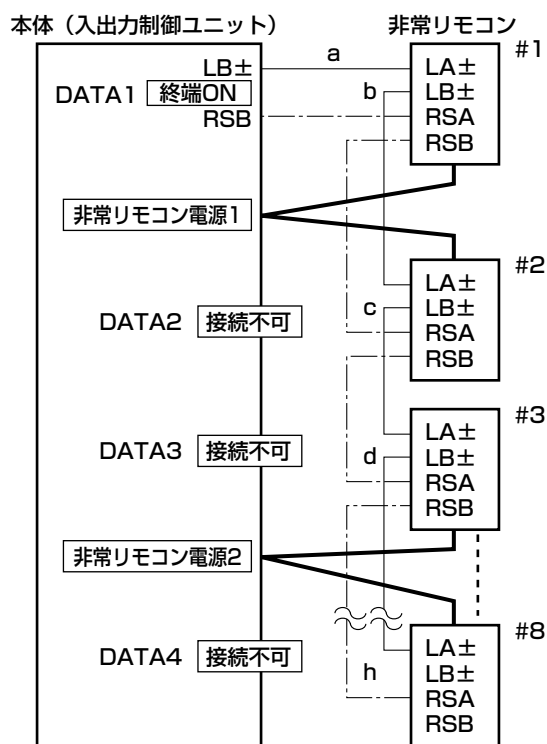 本体（入出力制御ユニット）
非常リモコン
#1
LB±
DATA1 終端ON
RSB
a
b
LA±
LB±
RSA
RSB
非常リモコン電源1
#2
c
LA±
LB±
RSA
RSB
DATA2 接続不可
#3
DATA3 接続不可
d
LA±
LB±
RSA
RSB
非常リモコン電源2
#8
DATA4 接続不可
h
LA±
LB±
RSA
RSB